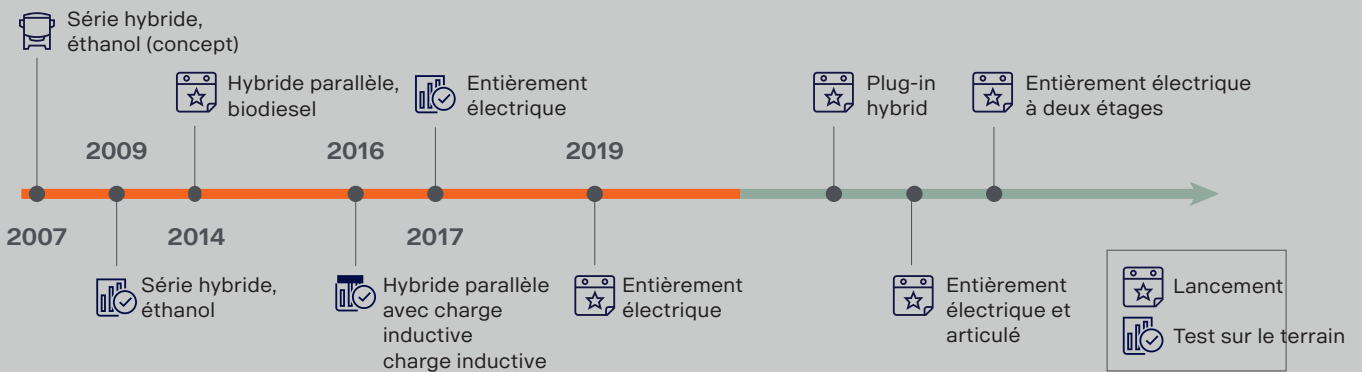 Série hybride,
éthanol (concept)
Hybride parallèle,
biodiesel
Entièrement
électrique
Plug-in
hybrid
Entièrement électrique
à deux étages
2009
2016
2019
2007
2014
2017
Série hybride,
éthanol
Hybride parallèle
avec charge
inductive
charge inductive
Entièrement
électrique
Entièrement
électrique et
articulé
Lancement
Test sur le terrain